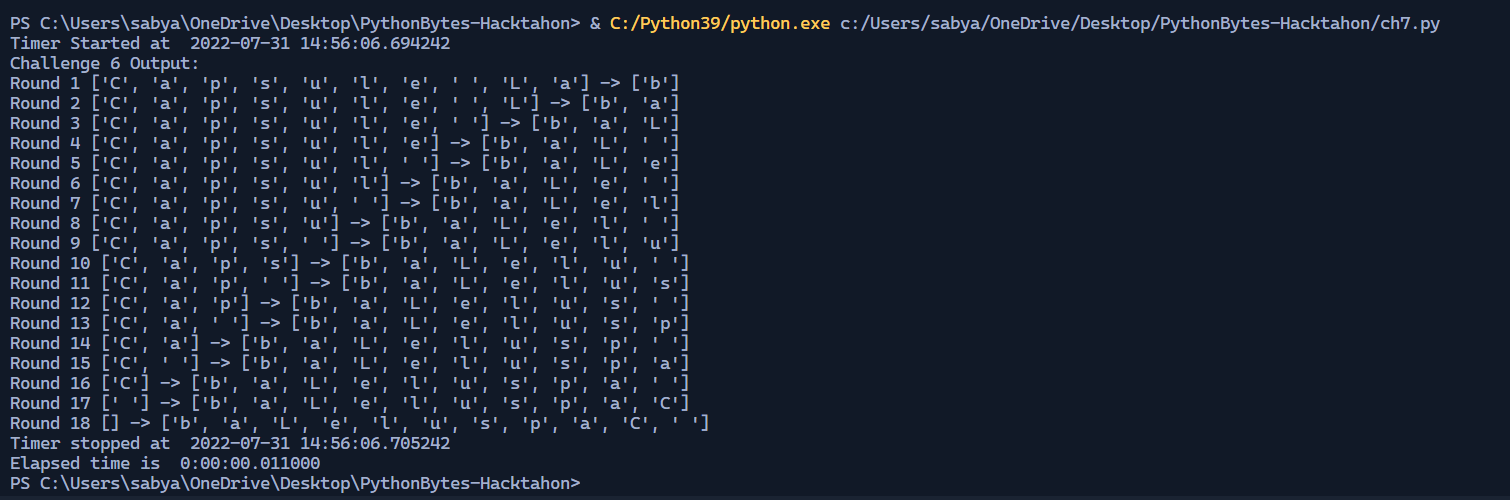 PS C:\Users\sabya\OneDrive\Desktop\PythonBytes-Hacktahon> & C:/Python39/python.exe c:/Users/sabya/OneDrive/Desktop/PythonBytes-Hacktahon/ch7.py
Timer Started at  2022-07-31 14:56:06.694242
Challenge 6 Output:
Round 1 ['C', 'a', 'p', 's', 'u', 'l', 'e', ' ', 'L', 'a'] -> ['b']
Round 2 ['C', 'a', 'p', 's', 'u', 'l', 'e', ' ', 'L'] -> ['b', 'a']
Round 3 ['C', 'a', 'p', 's', 'u', 'l', 'e', ' '] -> ['b', 'a', 'L']
Round 4 ['C', 'a', 'p', 's', 'u', 'l', 'e'] -> ['b', 'a', 'L', ' ']
Round 5 ['C', 'a', 'p', 's', 'u', 'l', ' '] -> ['b', 'a', 'L', 'e']
Round 6 ['C', 'a', 'p', 's', 'u', 'l'] -> ['b', 'a', 'L', 'e', ' ']
Round 7 ['C', 'a', 'p', 's', 'u', ' '] -> ['b', 'a', 'L', 'e', 'l']
Round 8 ['C', 'a', 'p', 's', 'u'] -> ['b', 'a', 'L', 'e', 'l', ' ']
Round 9 ['C', 'a', 'p', 's', ' '] -> ['b', 'a', 'L', 'e', 'l', 'u']
Round 10 ['C', 'a', 'p', 's'] -> ['b', 'a', 'L', 'e', 'l', 'u', ' ']
Round 11 ['C', 'a', 'p', ' '] -> ['b', 'a', 'L', 'e', 'l', 'u', 's']
Round 12 ['C', 'a', 'p'] -> ['b', 'a', 'L', 'e', 'l', 'u', 's', ' ']
Round 13 ['C', 'a', ' '] -> ['b', 'a', 'L', 'e', 'l', 'u', 's', 'p']
Round 14 ['C', 'a'] -> ['b', 'a', 'L', 'e', 'l', 'u', 's', 'p', ' ']
Round 15 ['C', ' '] -> ['b', 'a', 'L', 'e', 'l', 'u', 's', 'p', 'a']
Round 16 ['C'] -> ['b', 'a', 'L', 'e', 'l', 'u', 's', 'p', 'a', ' ']
Round 17 [' '] -> ['b', 'a', 'L', 'e', 'l', 'u', 's', 'p', 'a', 'C']
Round 18 [] -> ['b', 'a', 'L', 'e', 'l', 'u', 's', 'p', 'a', 'C', ' ']
Timer stopped at  2022-07-31 14:56:06.705242
Elapsed time is  0:00:00.011000
PS C:\Users\sabya\OneDrive\Desktop\PythonBytes-Hacktahon>